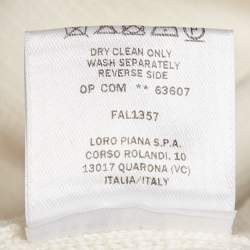 DRY CLEAN ONLY
WASH SEPARATELY
REVERSE SIDE
OP COM ** 63607
FAL1357
LORO PIANA S.P.A.
CORSO ROLANDI, 10
13017 QUARONA (VC)
ITALIA/ITALY